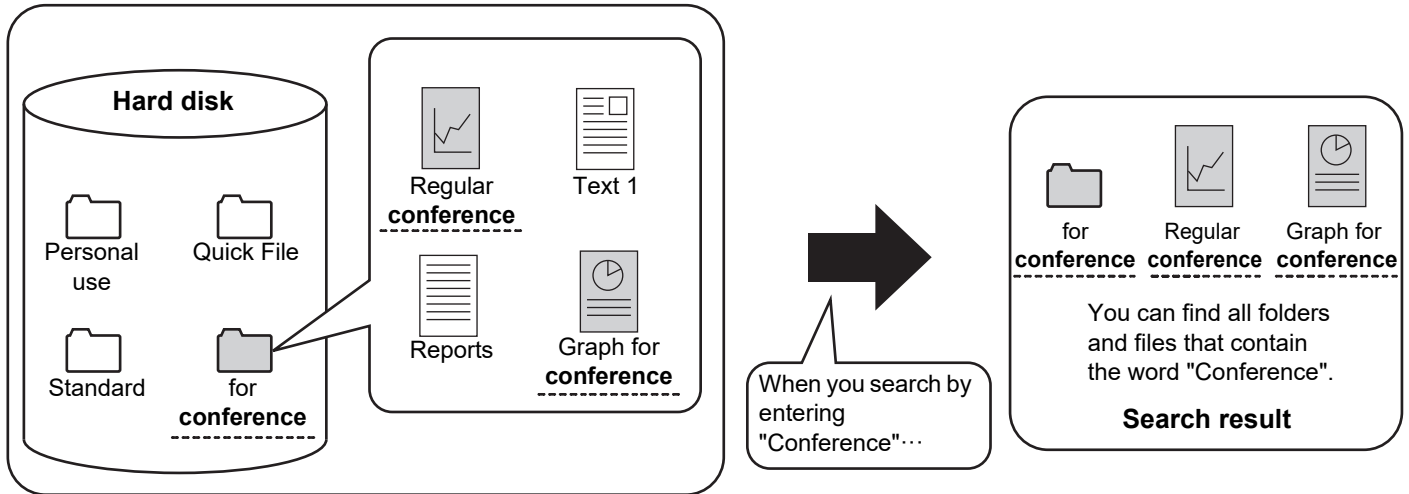 Hard disk
Personal
use
Quick File
Standard
for
conference
Regular
conference
Text 1
Reports
Graph for
conference
When you search by
entering
"Conference"···
for
conference
Regular
conference
Graph for
conference
You can find all folders
and files that contain
the word "Conference".
Search result